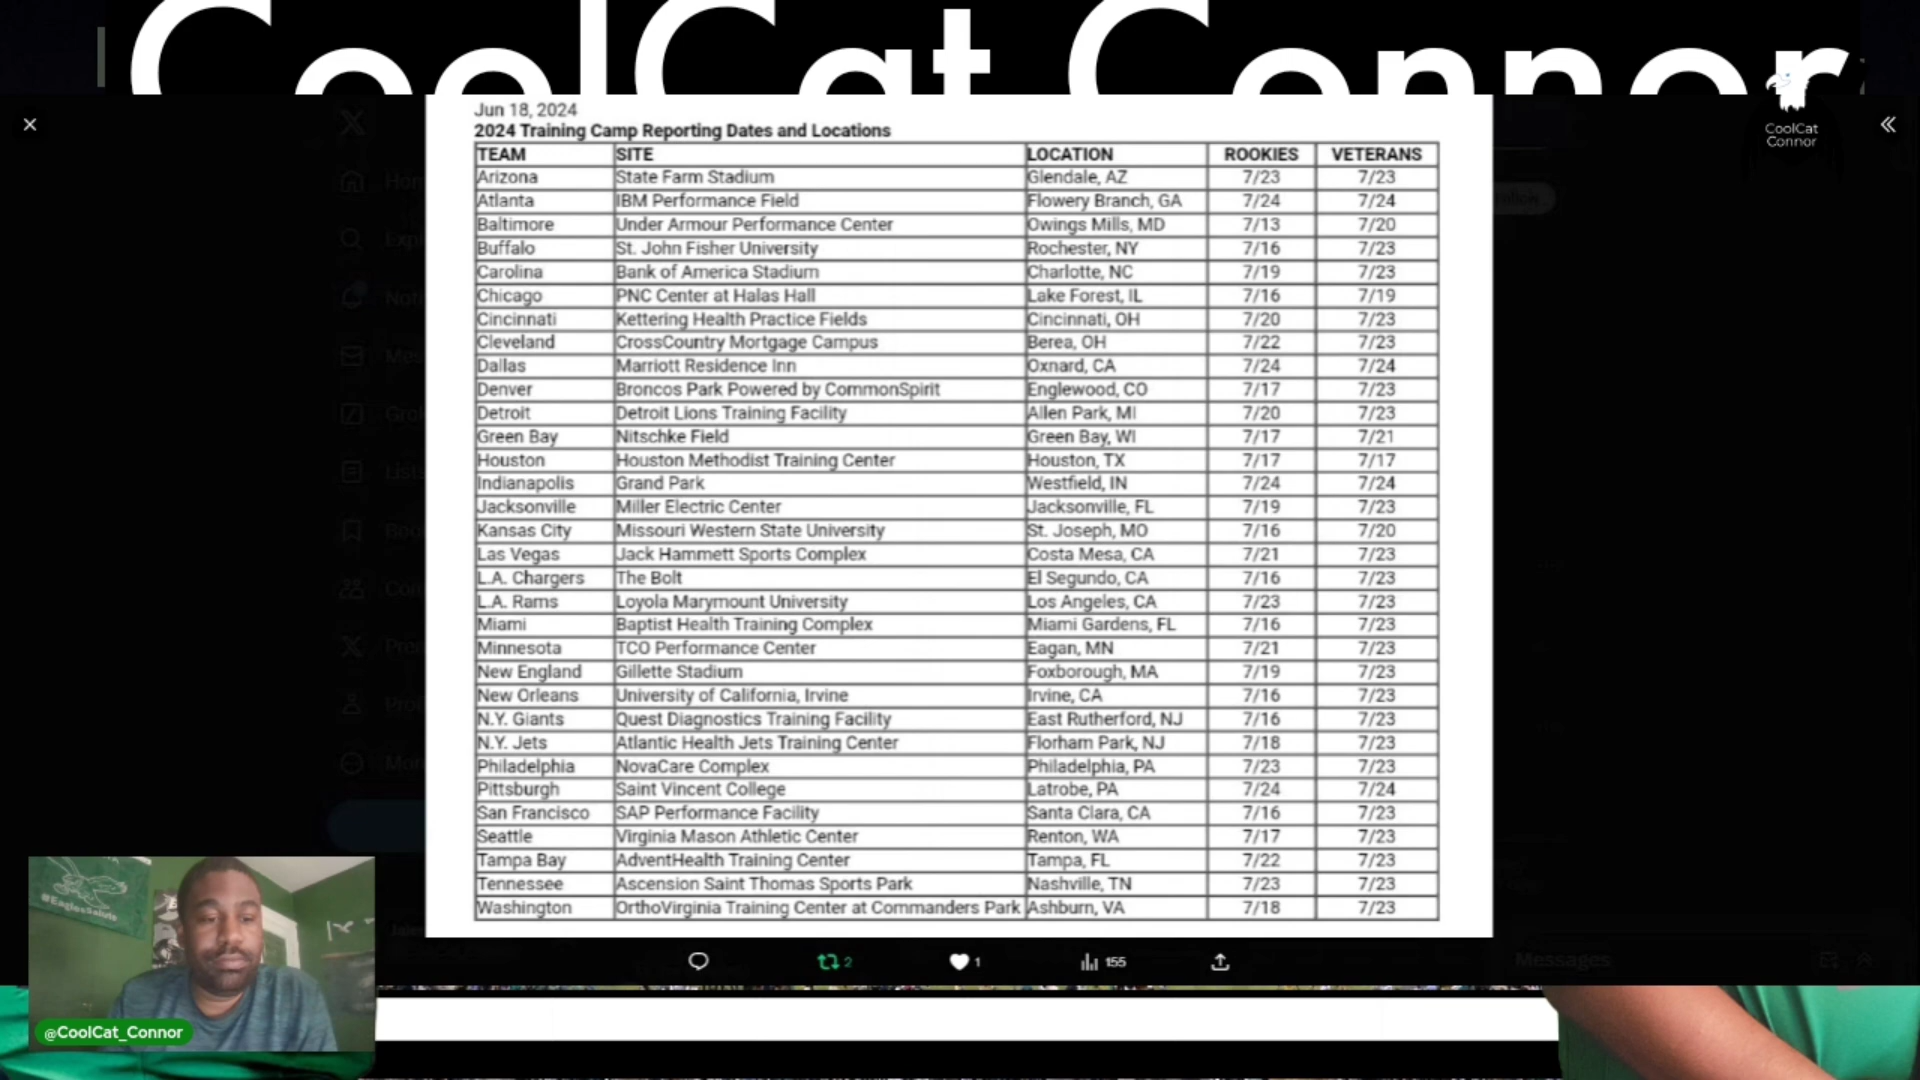 CoolCat Connor
CoolCat
Connor
Jun 18, 2024
2024 Training Camp Reporting Dates and Locations
TEAM SITE LOCATION ROOKIES VETERANS
Arizona State Farm Stadium Glendale, AZ 7/23 7/23
Atlanta IBM Performance Field Flowery Branch, GA 7/24 7/24
Baltimore Under Armour Performance Center Owings Mills, MD 7/13 7/20
Buffalo St. John Fisher University Rochester, NY 7/16 7/23
Carolina Bank of America Stadium Charlotte, NC 7/19 7/23
Chicago PNC Center at Halas Hall Lake Forest, IL 7/16 7/19
Cincinnati Kettering Health Practice Fields Cincinnati, OH 7/20 7/23
Cleveland CrossCountry Mortgage Campus Berea, OH 7/22 7/23
Dallas Marriott Residence Inn Oxnard, CA 7/24 7/24
Denver Broncos Park Powered by CommonSpirit Englewood, CO 7/17 7/23
Detroit Detroit Lions Training Facility Allen Park, MI 7/20 7/23
Green Bay Nitschke Field Green Bay, WI 7/17 7/21
Houston Houston Methodist Training Center Houston, TX 7/17 7/17
Indianapolis Grand Park Westfield, IN 7/24 7/24
Jacksonville Miller Electric Center Jacksonville, FL 7/19 7/23
Kansas City Missouri Western State University St. Joseph, MO 7/16 7/20
Las Vegas Jack Hammett Sports Complex Costa Mesa, CA 7/21 7/23
L.A. Chargers The Bolt El Segundo, CA 7/16 7/23
L.A. Rams Loyola Marymount University Los Angeles, CA 7/23 7/23
Miami Baptist Health Training Complex Miami Gardens, FL 7/16 7/23
Minnesota TCO Performance Center Eagan, MN 7/21 7/23
New England Gillette Stadium Foxborough, MA 7/19 7/23
New Orleans University of California, Irvine Irvine, CA 7/16 7/23
N.Y. Giants Quest Diagnostics Training Facility East Rutherford, NJ 7/16 7/23
N.Y. Jets Atlantic Health Jets Training Center Florham Park, NJ 7/18 7/23
Philadelphia NovaCare Complex Philadelphia, PA 7/23 7/23
Pittsburgh Saint Vincent College Latrobe, PA 7/24 7/24
San Francisco SAP Performance Facility Santa Clara, CA 7/16 7/23
Seattle Virginia Mason Athletic Center Renton, WA 7/17 7/23
Tampa Bay AdventHealth Training Center Tampa, FL 7/22 7/23
Tennessee Ascension Saint Thomas Sports Park Nashville, TN 7/23 7/23
Washington OrthoVirginia Training Center at Commanders Park Ashburn, VA 7/18 7/23
2 1 155
Messages
#EaglesSalute
@CoolCat_Connor